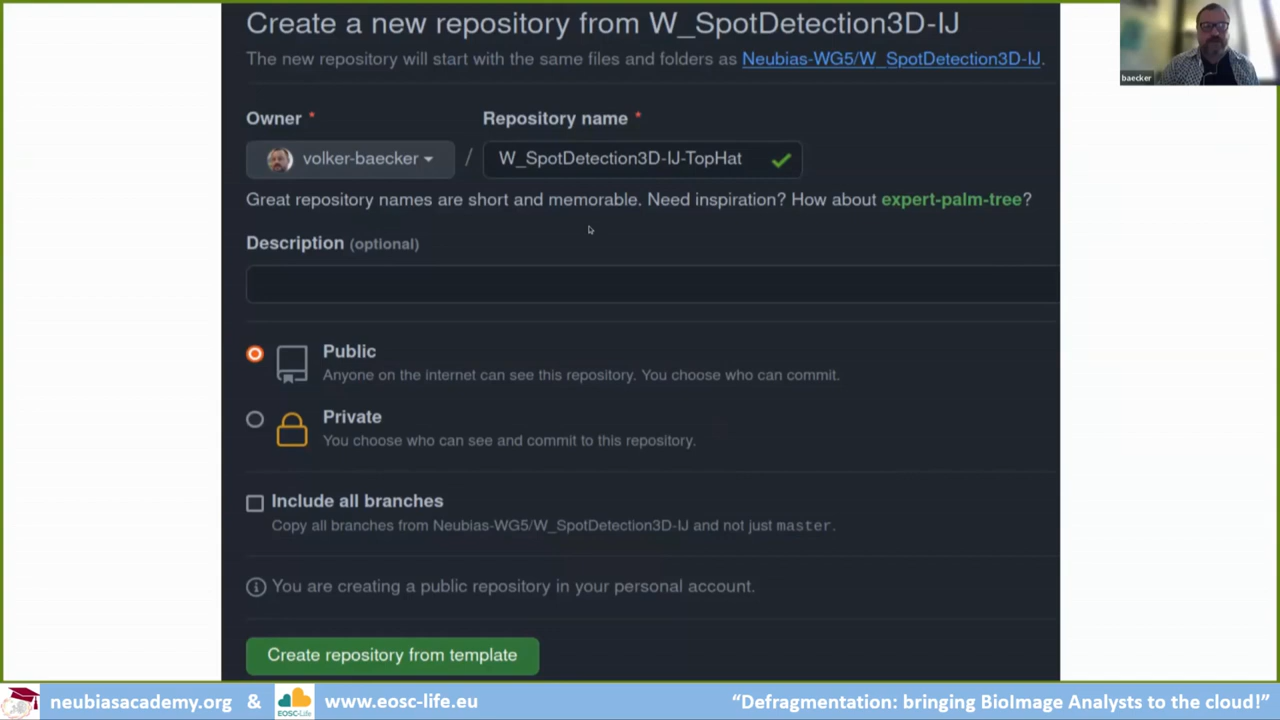 Create a new repository from W_SpotDetection3D-IJ
The new repository will start with the same files and folders as Neubias-WG5/W_SpotDetection3D-IJ.
Owner *
Repository name *
volker-baecker
/
W_SpotDetection3D-IJ-TopHat
Great repository names are short and memorable. Need inspiration? How about expert-palm-tree?
Description (optional)
Public
Anyone on the internet can see this repository. You choose who can commit.
Private
You choose who can see and commit to this repository.
Include all branches
Copy all branches from Neubias-WG5/W_SpotDetection3D-IJ and not just master.
You are creating a public repository in your personal account.
Create repository from template
baecker
neubiasacademy.org & EOSC-Life www.eosc-life.eu “Defragmentation: bringing BioImage Analysts to the cloud!”